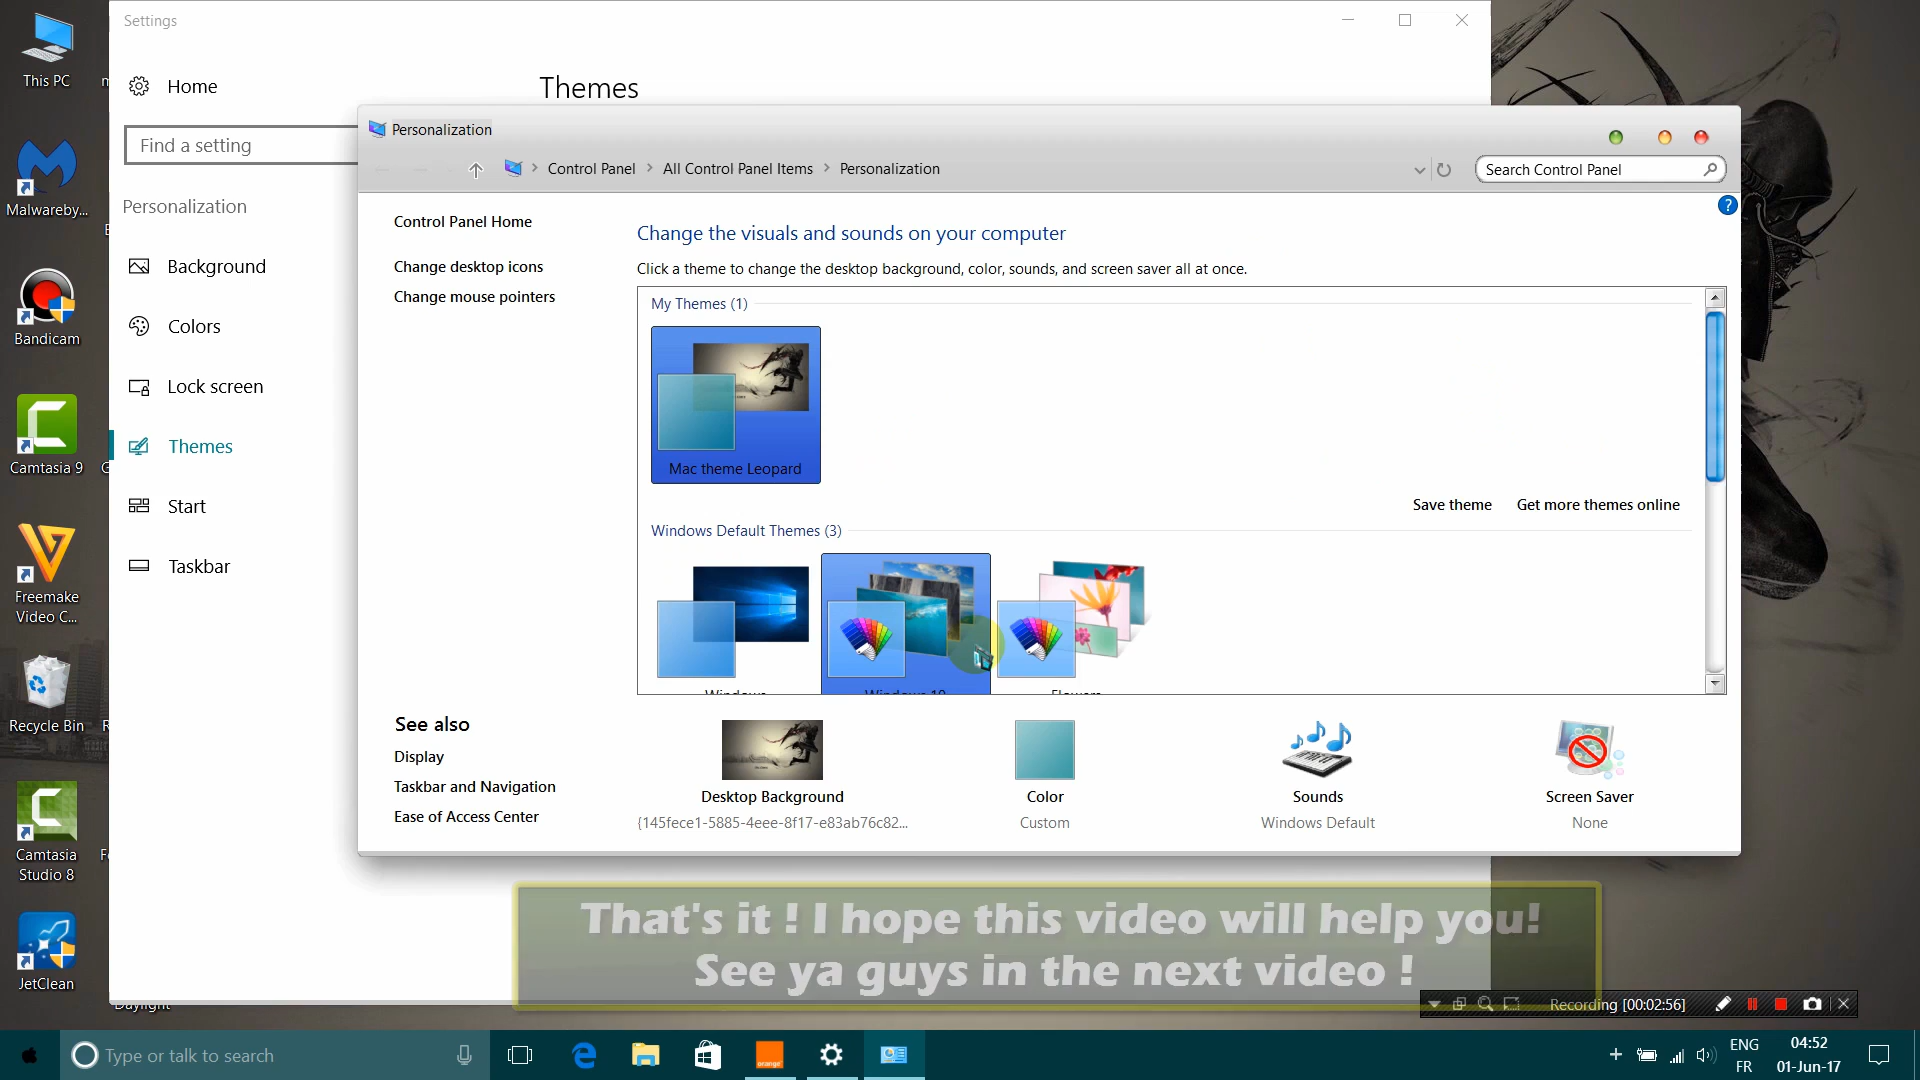 Settings
This PC
Home
Themes
Find a setting
Personalization
Control Panel
All Control Panel Items
Personalization
Search Control Panel
Malwareby...
Personalization
Control Panel Home
Change the visuals and sounds on your computer
Background
Change desktop icons
Click a theme to change the desktop background, color, sounds, and screen saver all at once.
Change mouse pointers
My Themes (1)
Colors
Bandicam
Lock screen
Themes
Mac theme Leopard
Camtasia 9
Start
Save theme
Get more themes online
Windows Default Themes (3)
Taskbar
Freemake
Video C...
Windows
Windows 10
Flowers
Recycle Bin
See also
Display
Taskbar and Navigation
Ease of Access Center
Desktop Background
{145fece1-5885-4eee-8f17-e83ab76c82...
Color
Custom
Sounds
Windows Default
Screen Saver
None
Camtasia
Studio 8
That's it ! I hope this video will help you!
See ya guys in the next video !
JetClean
Daylight
Recording [00:02:56]
Type or talk to search
orange
ENG
FR
04:52
01-Jun-17